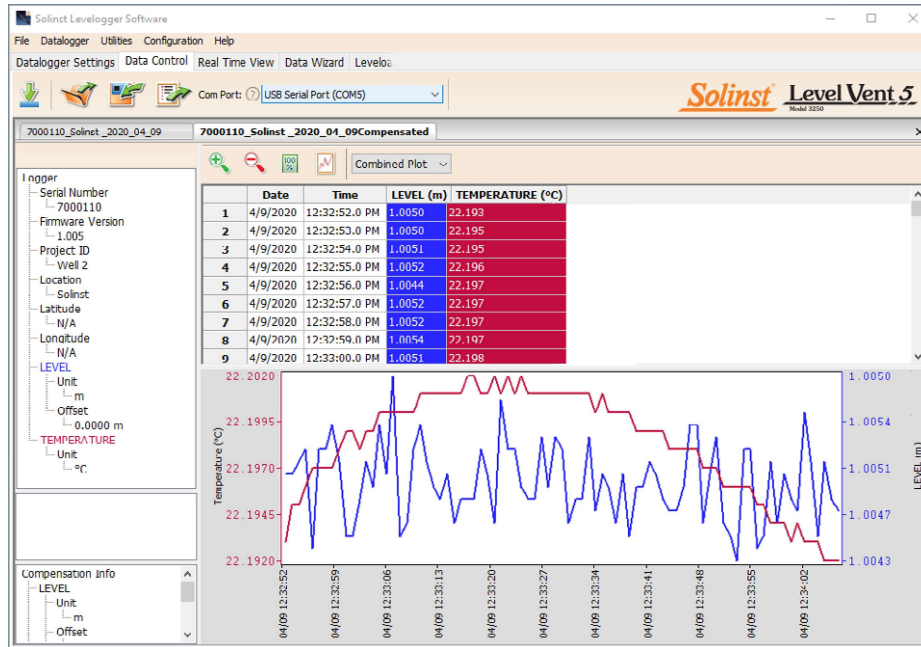 Solinst Levelogger Software
File Datalogger Utilities Configuration Help
Datalogger Settings Data Control Real Time View Data Wizard Leveloa
Com Port: ? USB Serial Port (COM5)
Solinst Level Vent 5
Model 3250
7000110_Solinst _2020_04_09 7000110_Solinst _2020_04_09Compensated
100 %
Combined Plot
Logger
Serial Number
7000110
Firmware Version
1.005
Project ID
Well 2
Location
Solinst
Latitude
N/A
Longitude
N/A
LEVEL
Unit
m
Offset
0.0000 m
TEMPERATURE
Unit
°C
Compensation Info
LEVEL
Unit
m
Offset
Date Time LEVEL (m) TEMPERATURE (°C)
1 4/9/2020 12:32:52.0 PM 1.0050 22.193
2 4/9/2020 12:32:53.0 PM 1.0050 22.195
3 4/9/2020 12:32:54.0 PM 1.0051 22.195
4 4/9/2020 12:32:55.0 PM 1.0052 22.196
5 4/9/2020 12:32:56.0 PM 1.0044 22.197
6 4/9/2020 12:32:57.0 PM 1.0052 22.197
7 4/9/2020 12:32:58.0 PM 1.0052 22.197
8 4/9/2020 12:32:59.0 PM 1.0054 22.197
9 4/9/2020 12:33:00.0 PM 1.0051 22.198
Temperature (°C)
22.2020
22.1995
22.1970
22.1945
22.1920
1.0050
1.0054
1.0051
1.0047
1.0043
LEVEL (m)
04/09 12:32:52
04/09 12:32:59
04/09 12:33:06
04/09 12:33:13
04/09 12:33:20
04/09 12:33:27
04/09 12:33:34
04/09 12:33:41
04/09 12:33:48
04/09 12:33:55
04/09 12:34:02